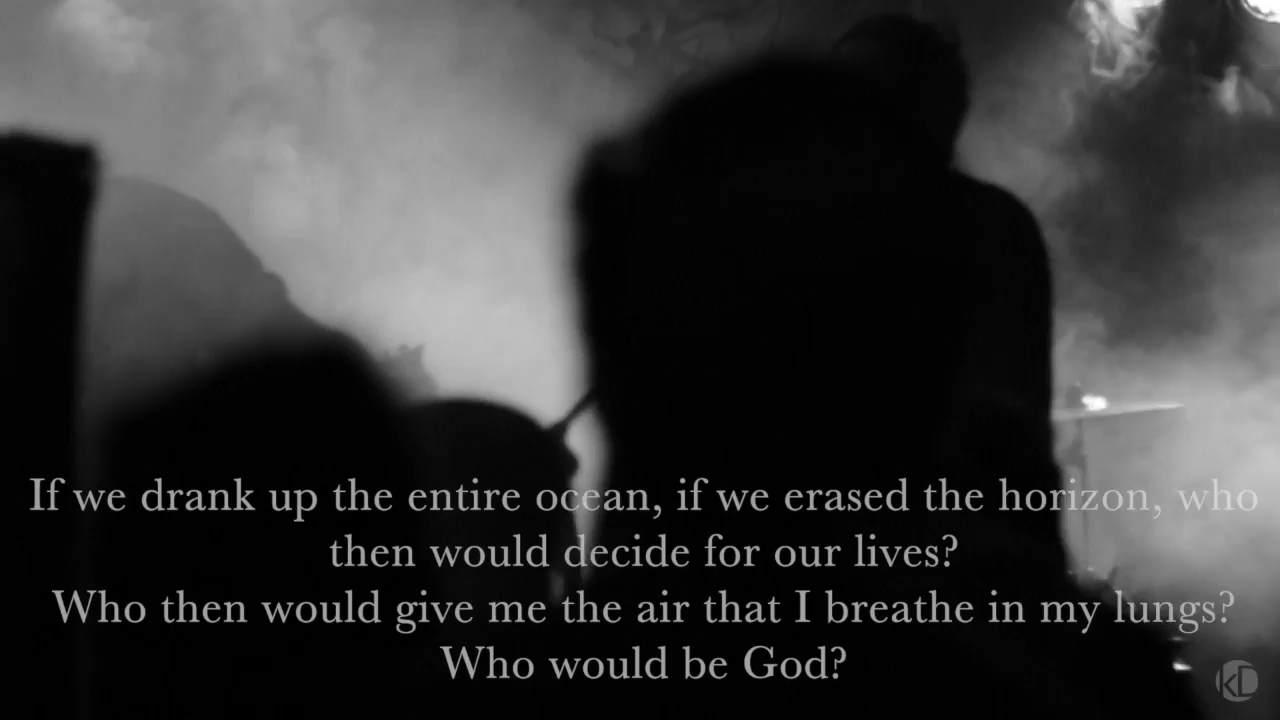 If we drank up the entire ocean, if we erased the horizon, who
then would decide for our lives?
Who then would give me the air that I breathe in my lungs?
Who would be God?
KD